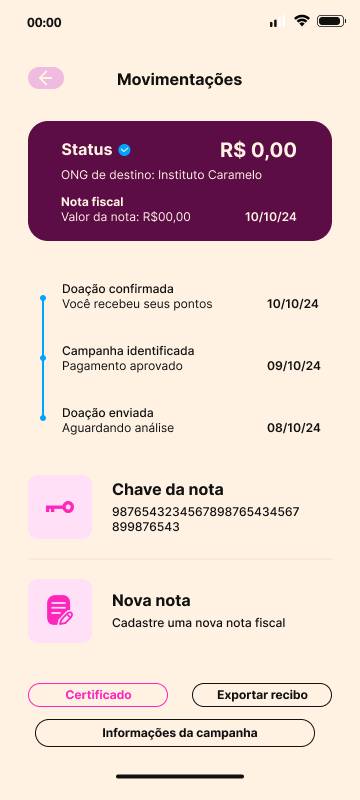 00:00
Movimentações
Status R$ 0,00
ONG de destino: Instituto Caramelo
Nota fiscal
Valor da nota: R$00,00 10/10/24
Doação confirmada
Você recebeu seus pontos 10/10/24
Campanha identificada
Pagamento aprovado 09/10/24
Doação enviada
Aguardando análise 08/10/24
Chave da nota
9876543234567898765434567
899876543
Nova nota
Cadastre uma nova nota fiscal
Certificado Exportar recibo
Informações da campanha